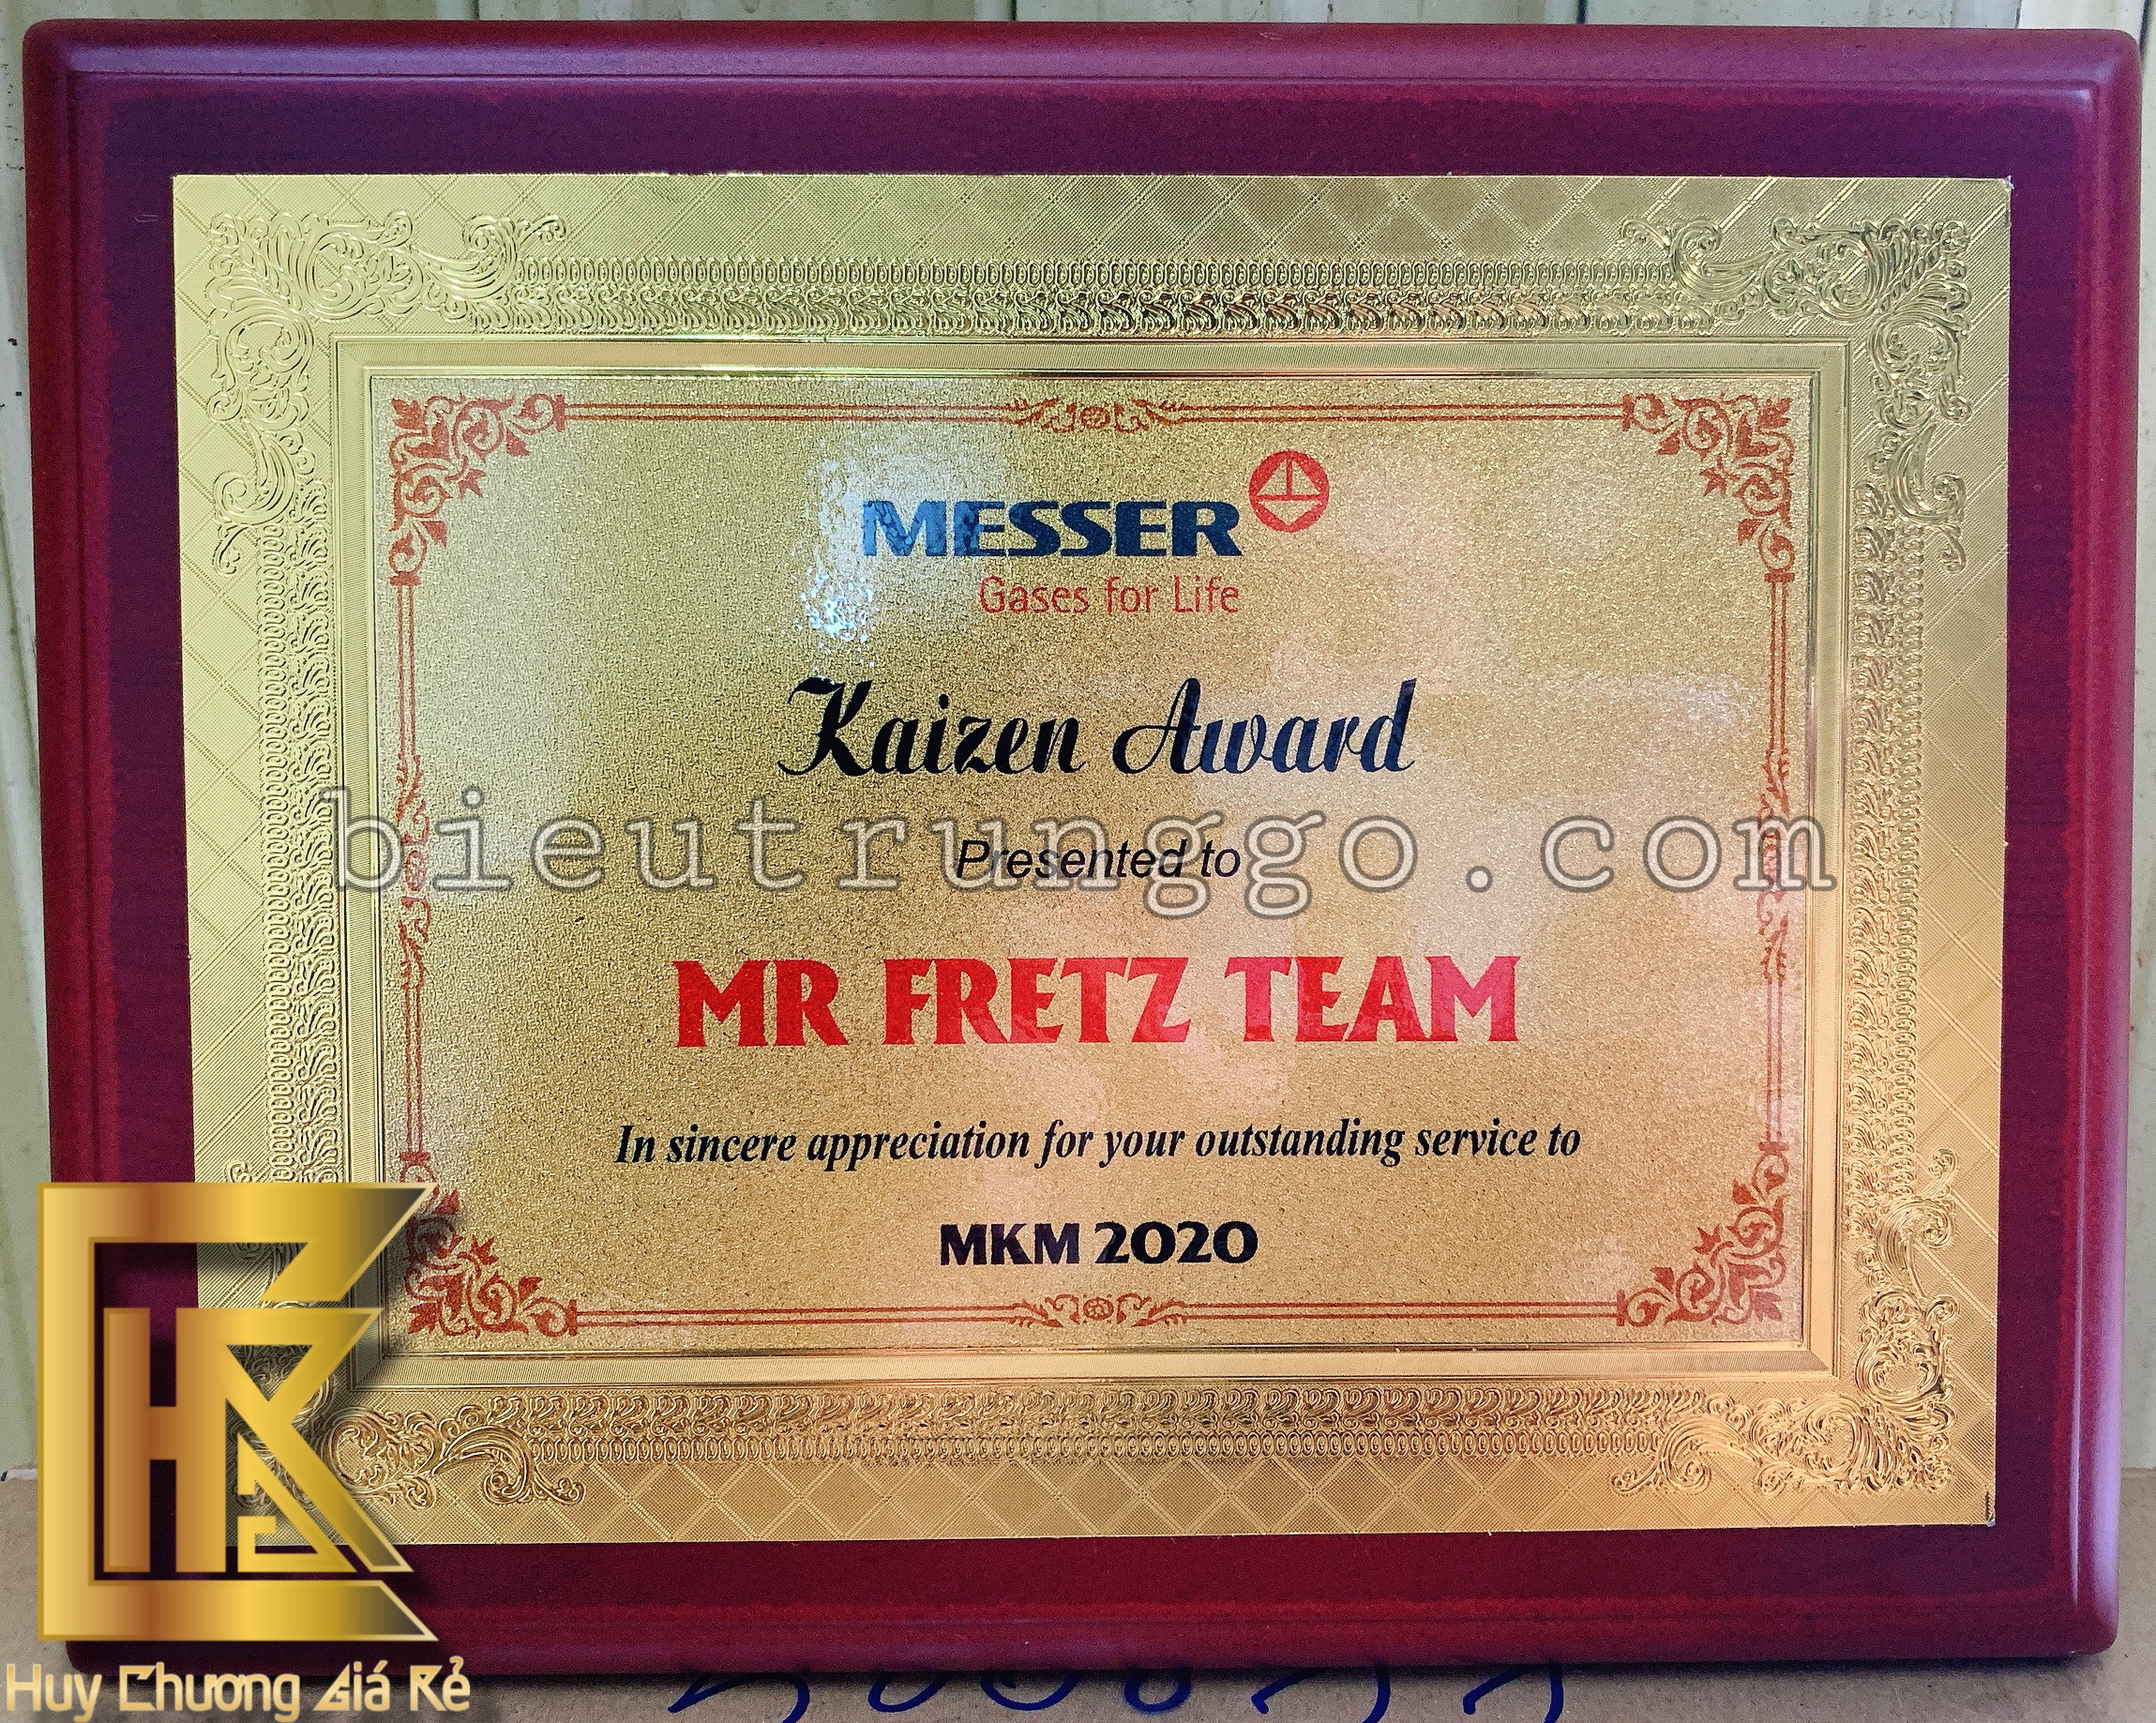 MESSER
Gases for Life
Kaizen Award
bieutrunggo.com
Presented to
MR FRETZ TEAM
In sincere appreciation for your outstanding service to
MKM 2020
Huy Chương Giá Rẻ